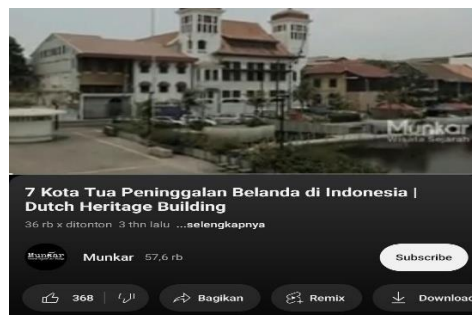 Munkar
Wisata Sejarah
7 Kota Tua Peninggalan Belanda di Indonesia |
Dutch Heritage Building
36 rb x ditonton 3 thn lalu ...selengkapnya
Munkar Munkar 57,6 rb Subscribe
368 Bagikan Remix Download